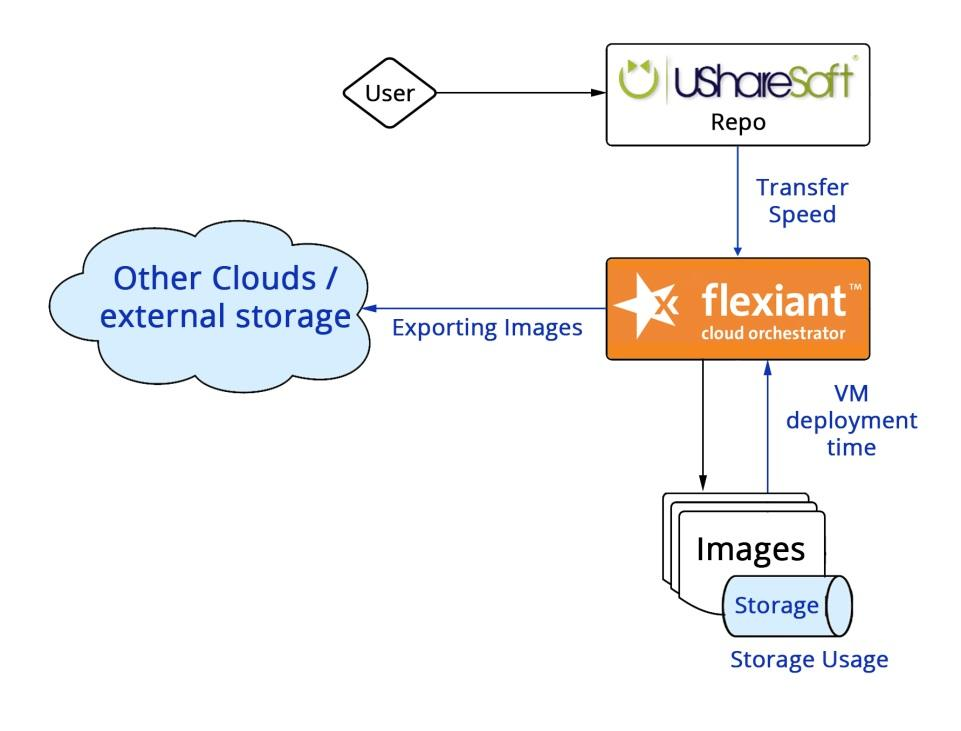 User
UShareSoft®
Repo
Transfer
Speed
Other Clouds /
external storage
Exporting Images
flexiant™
cloud orchestrator
VM
deployment
time
Images
Storage
Storage Usage